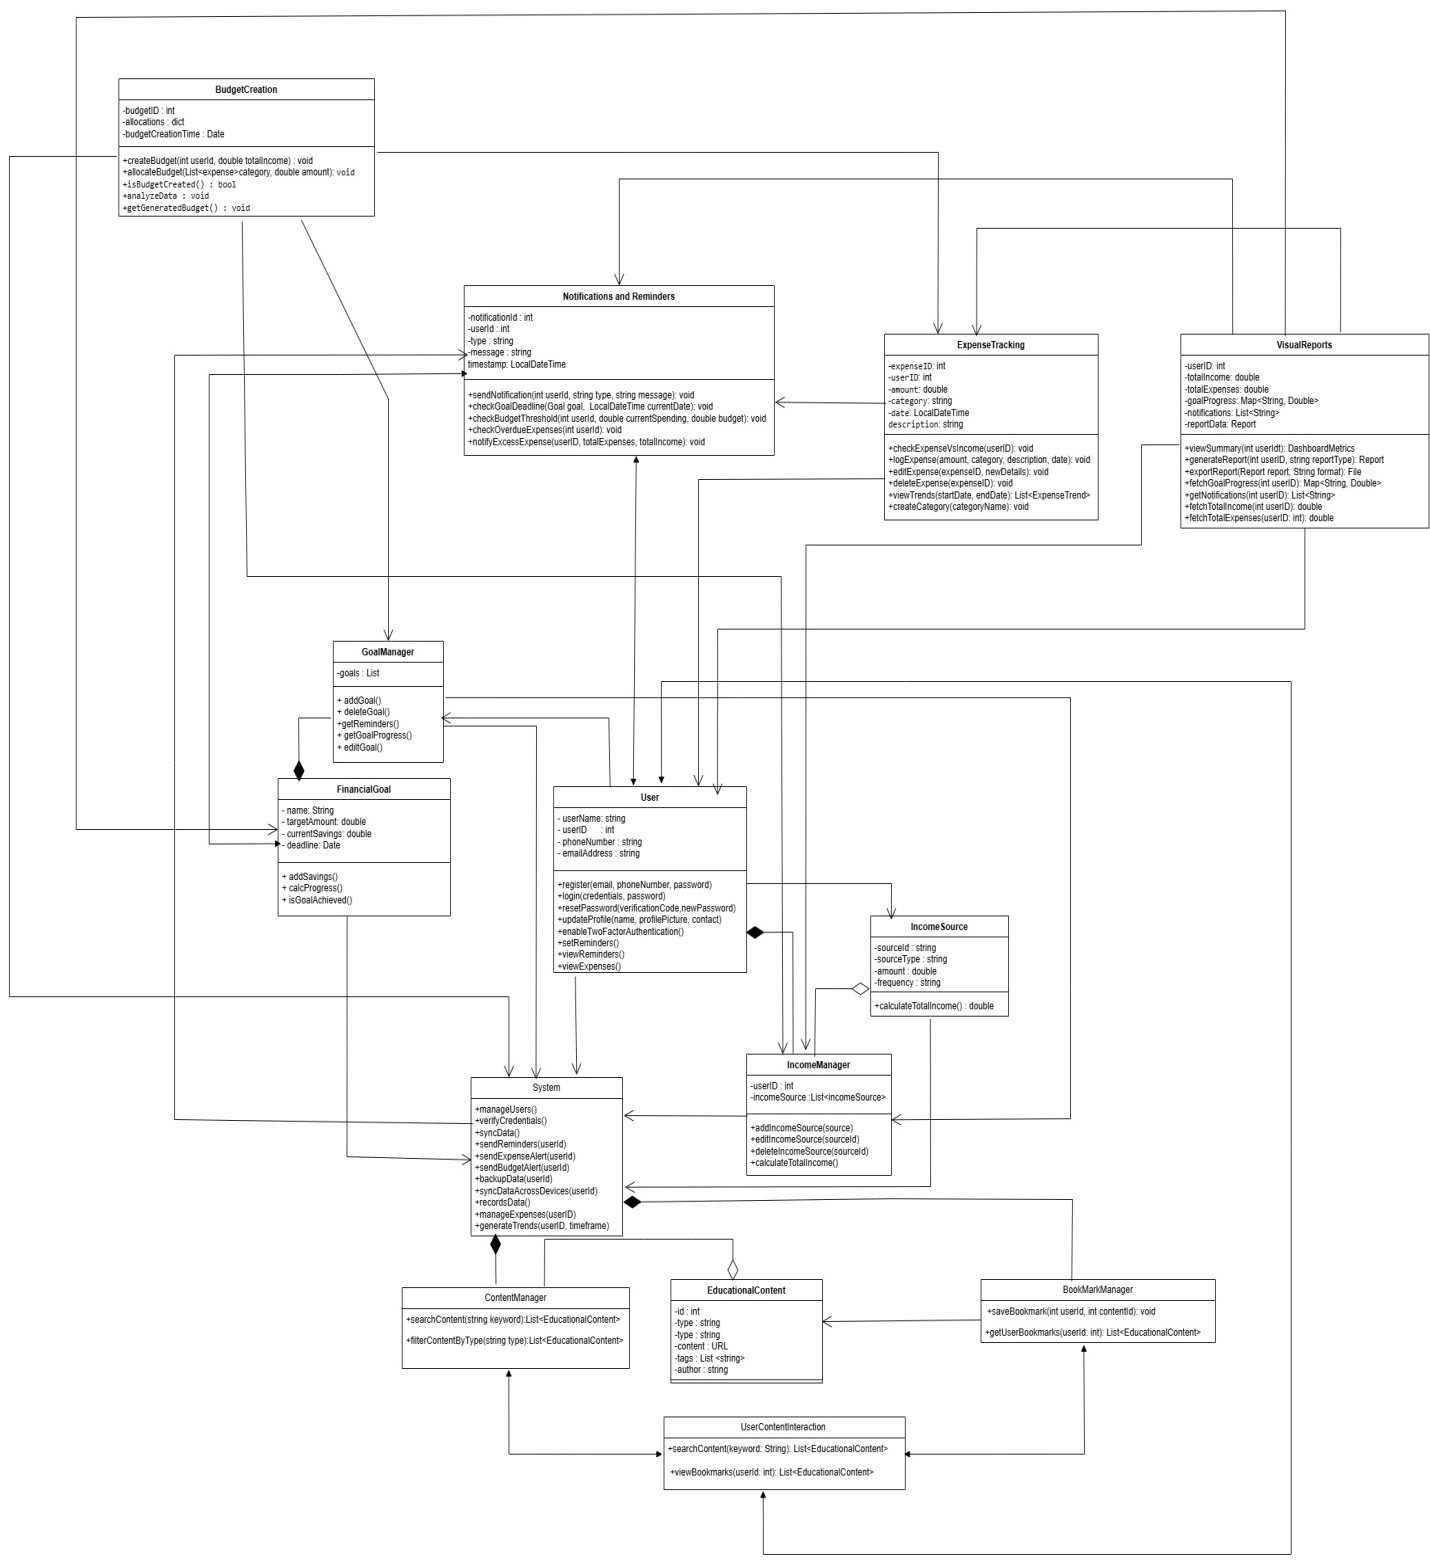 BudgetCreation
-budgetID : int
-allocations : dict
-budgetCreationTime : Date
+createBudget(int userId, double totalIncome) : void
+allocateBudget(List<expense>category, double amount): void
+isBudgetCreated() : bool
+analyzeData : void
+getGeneratedBudget() : void
Notifications and Reminders
-notificationId : int
-userId : int
-type : string
-message : string
timestamp: LocalDateTime
+sendNotification(int userId, string type, string message): void
+checkGoalDeadline(Goal goal, LocalDateTime currentDate): void
+checkBudgetThreshold(int userId, double currentSpending, double budget): void
+checkOverdueExpenses(int userId): void
+notifyExcessExpense(userID, totalExpenses, totalIncome): void
ExpenseTracking
-expenseID: int
-userID: int
-amount: double
-category: string
-date: LocalDateTime
description: string
+checkExpenseVsIncome(userID): void
+logExpense(amount, category, description, date): void
+editExpense(expenseID, newDetails): void
+deleteExpense(expenseID): void
+viewTrends(startDate, endDate): List<ExpenseTrend>
+createCategory(categoryName): void
VisualReports
-userID: int
-totalIncome: double
-totalExpenses: double
-goalProgress: Map<String, Double>
-notifications: List<String>
-reportData: Report
+viewSummary(int userIdt): DashboardMetrics
+generateReport(int userID, string reportType): Report
+exportReport(Report report, String format): File
+fetchGoalProgress(int userID): Map<String, Double>
+getNotifications(int userID): List<String>
+fetchTotalIncome(int userID): double
+fetchTotalExpenses(userID: int): double
GoalManager
-goals : List
+ addGoal()
+ deleteGoal()
+getReminders()
+ getGoalProgress()
+ ediltGoal()
FinancialGoal
- name: String
- targetAmount: double
- currentSavings: double
- deadline: Date
+ addSavings()
+ calcProgress()
+ isGoalAchieved()
User
- userName: string
- userID : int
- phoneNumber : string
- emailAddress : string
+register(email, phoneNumber, password)
+login(credentials, password)
+resetPassword(verificationCode,newPassword)
+updateProfile(name, profilePicture, contact)
+enableTwoFactorAuthentication()
+setReminders()
+viewReminders()
+viewExpenses()
IncomeSource
-sourceId : string
-sourceType : string
-amount : double
-frequency : string
+calculateTotalIncome() : double
IncomeManager
-userID : int
-incomeSource :List<incomeSource>
+addIncomeSource(source)
+editIncomeSource(sourceId)
+deleteIncomeSource(sourceId)
+calculateTotalIncome()
System
+manageUsers()
+verifyCredentials()
+syncData()
+sendReminders(userId)
+sendExpenseAlert(userId)
+sendBudgetAlert(userId)
+backupData(userId)
+syncDataAcrossDevices(userId)
+recordsData()
+manageExpenses(userID)
+generateTrends(userID, timeframe)
ContentManager
+searchContent(string keyword):List<EducationalContent>
+filterContentByType(string type):List<EducationalContent>
EducationalContent
-id : int
-type : string
-type : string
-content : URL
-tags : List <string>
-author : string
BookMarkManager
+saveBookmark(int userId, int contentId): void
+getUserBookmarks(userId: int): List<EducationalContent>
UserContentInteraction
+searchContent(keyword: String): List<EducationalContent>
+viewBookmarks(userId: int): List<EducationalContent>